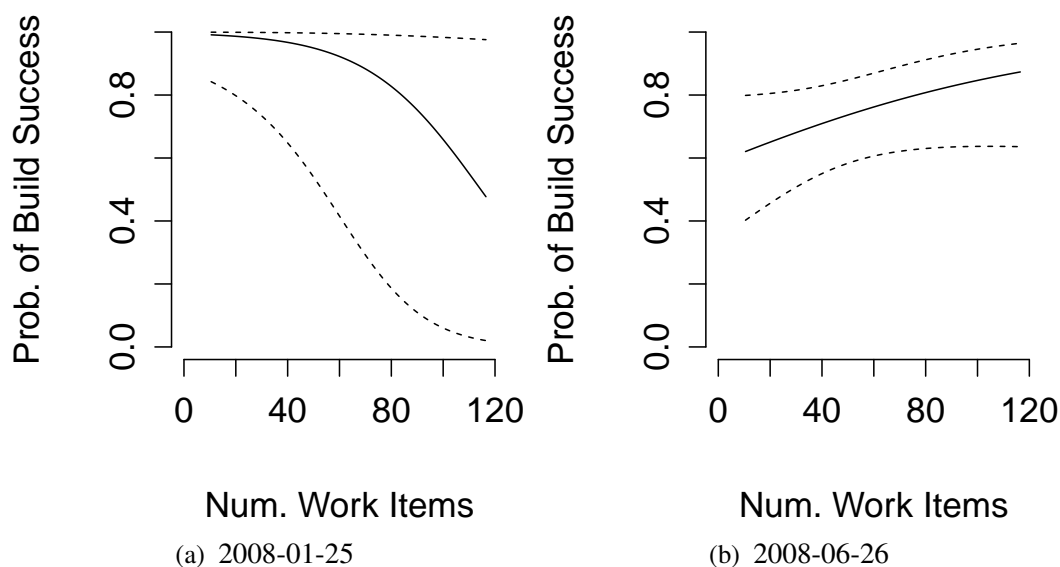 Prob. of Build Success
0.8
0.4
0.0
0 40 80 120
Num. Work Items
(a) 2008-01-25
Prob. of Build Success
0.8
0.4
0.0
0 40 80 120
Num. Work Items
(b) 2008-06-26